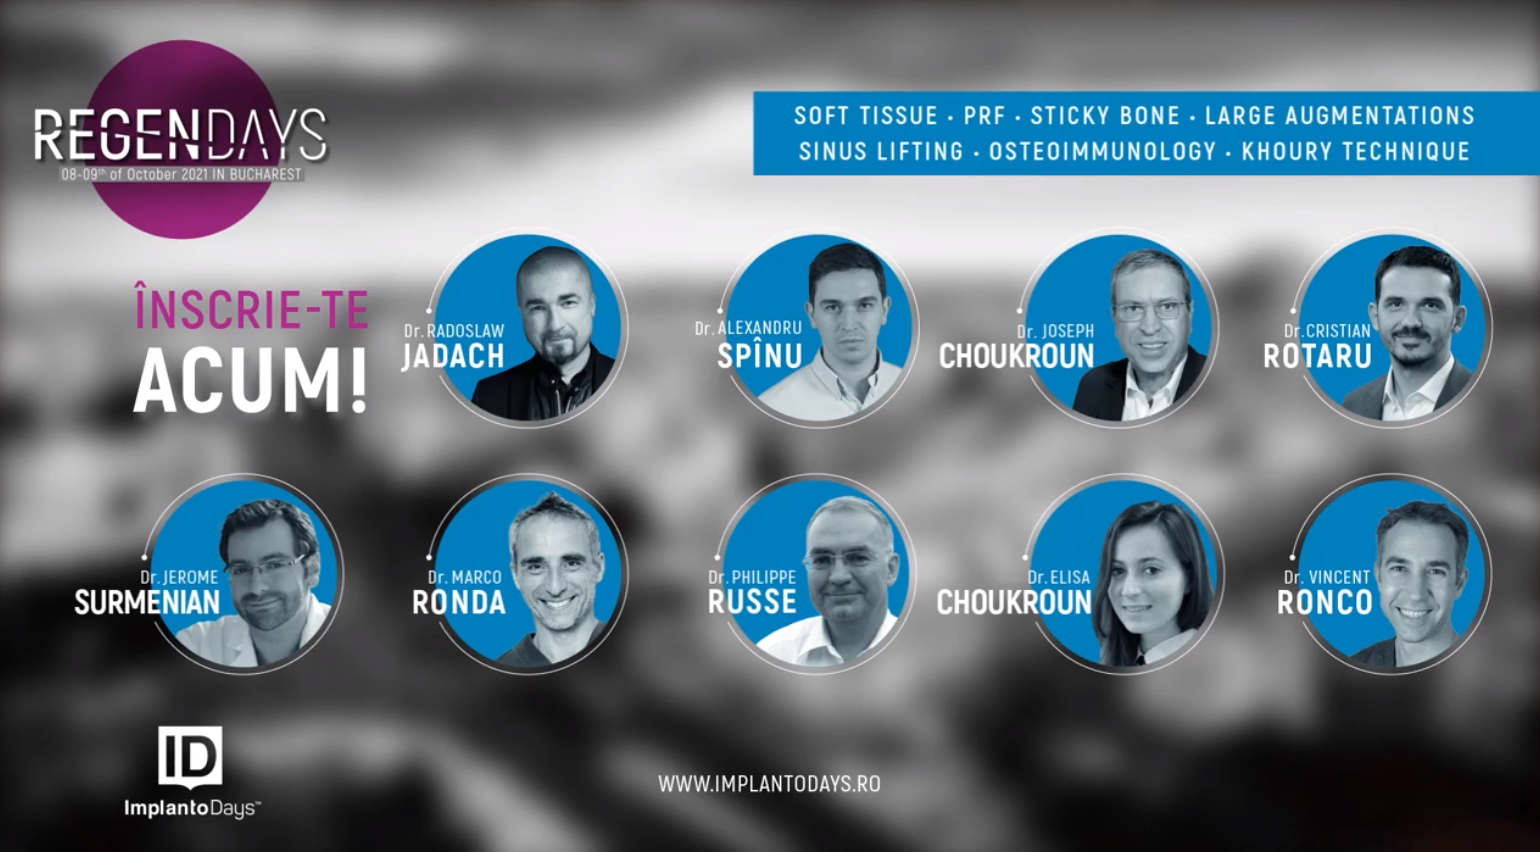 REGENDAYS
08-09th of October 2021 IN BUCHAREST
SOFT TISSUE · PRF · STICKY BONE · LARGE AUGMENTATIONS
SINUS LIFTING · OSTEOIMMUNOLOGY · KHOURY TECHNIQUE
ÎNSCRIE-TE
ACUM!
Dr. RADOSLAW
JADACH
Dr. ALEXANDRU
SPÎNU
Dr. JOSEPH
CHOUKROUN
Dr. CRISTIAN
ROTARU
Dr. JEROME
SURMENIAN
Dr. MARCO
RONDA
Dr. PHILIPPE
RUSSE
Dr. ELISA
CHOUKROUN
Dr. VINCENT
RONCO
ID
ImplantoDays™
WWW.IMPLANTODAYS.RO